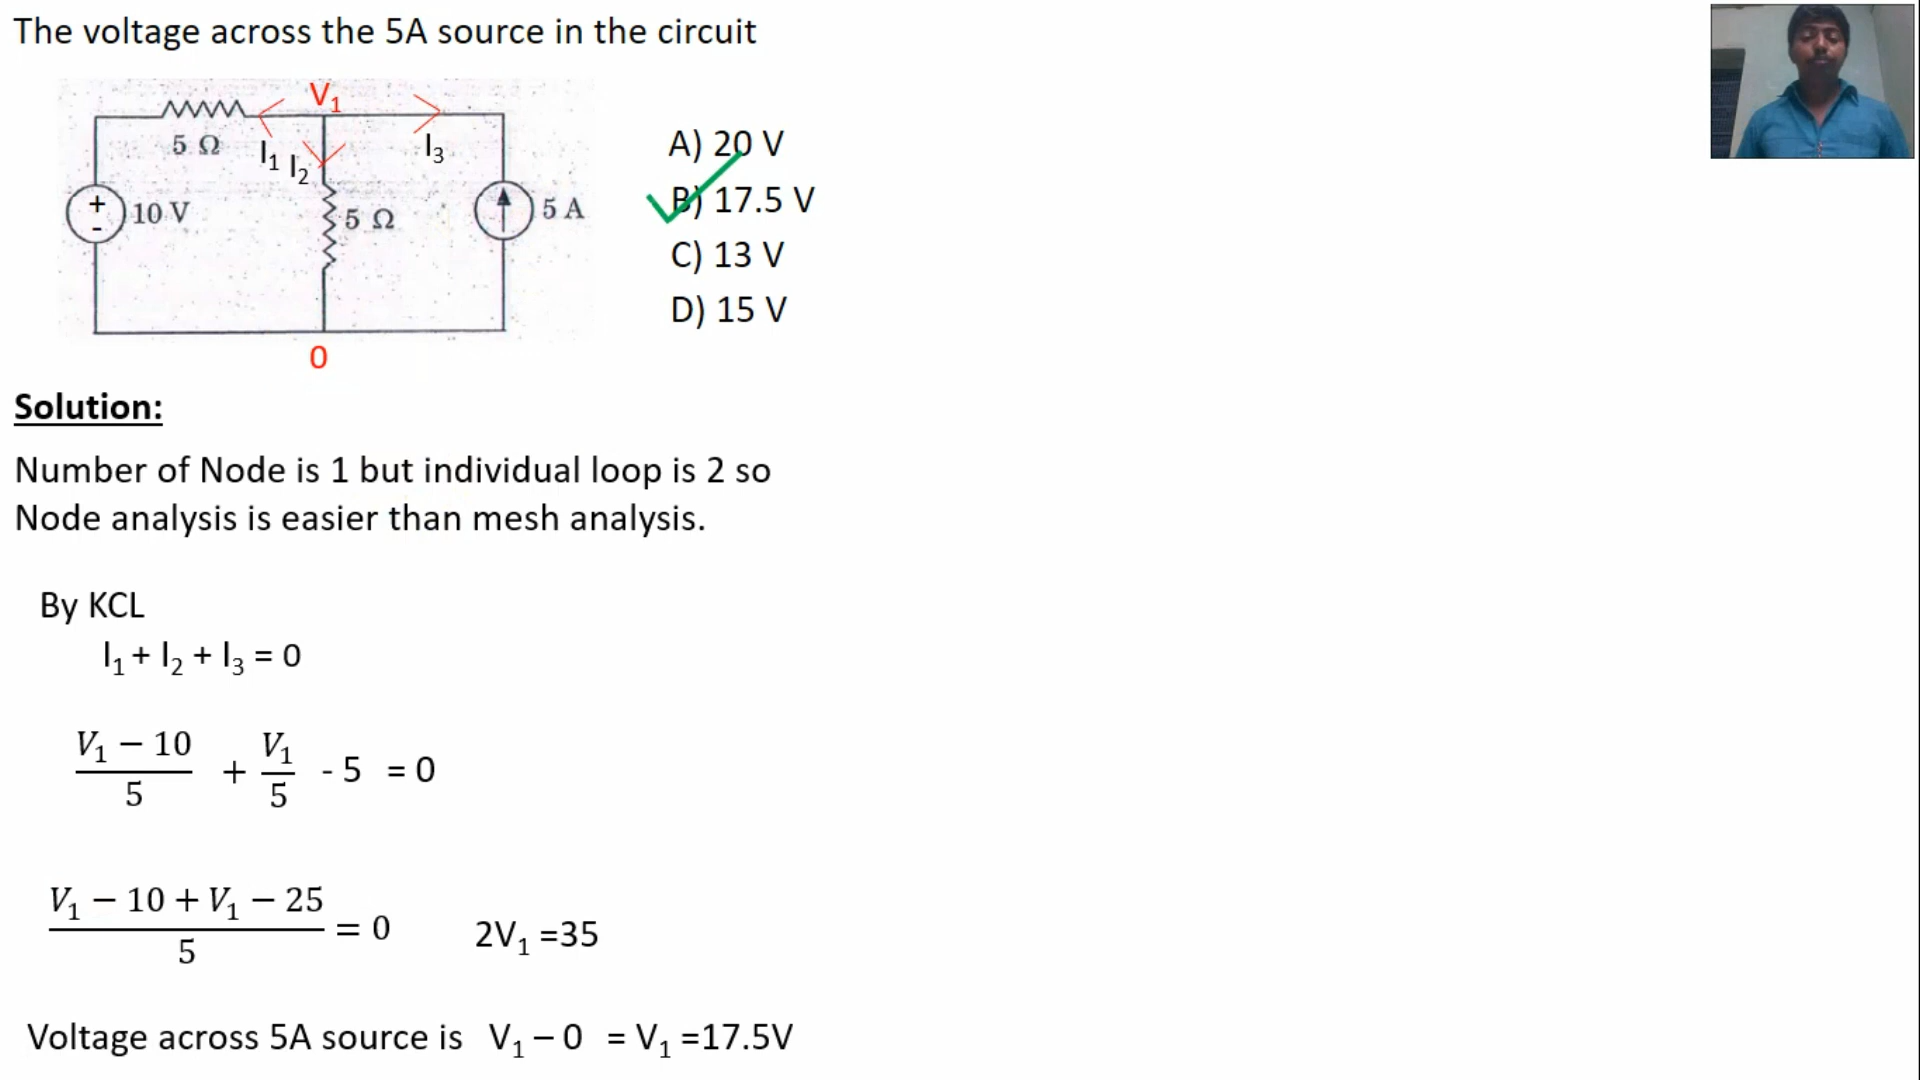 The voltage across the 5A source in the circuit
V₁
5 Ω
I₁ I₂
I₃
+
-
10 V
5 Ω
5 A
0
A) 20 V
B) 17.5 V
C) 13 V
D) 15 V
Solution:
Number of Node is 1 but individual loop is 2 so
Node analysis is easier than mesh analysis.
By KCL
I₁ + I₂ + I₃ = 0
(V₁ − 10)/5 + V₁/5 - 5 = 0
(V₁ − 10 + V₁ − 25)/5 = 0 2V₁ =35
Voltage across 5A source is V₁ – 0 = V₁ =17.5V